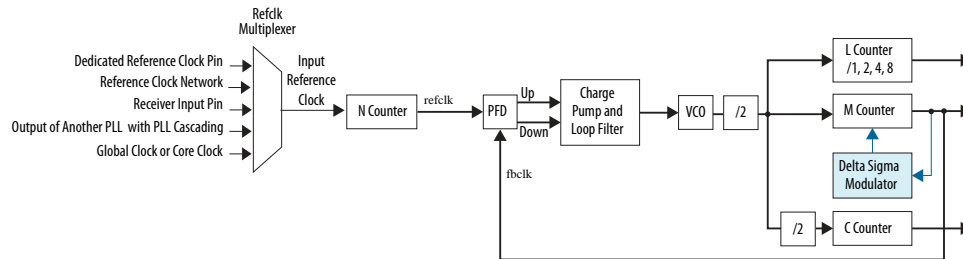 Refclk
Multiplexer
Dedicated Reference Clock Pin
Reference Clock Network
Receiver Input Pin
Output of Another PLL with PLL Cascading
Global Clock or Core Clock
Input
Reference
Clock
N Counter
refclk
PFD
Up
Down
fbclk
Charge
Pump and
Loop Filter
VCO
/2
L Counter
/1, 2, 4, 8
M Counter
Delta Sigma
Modulator
/2
C Counter